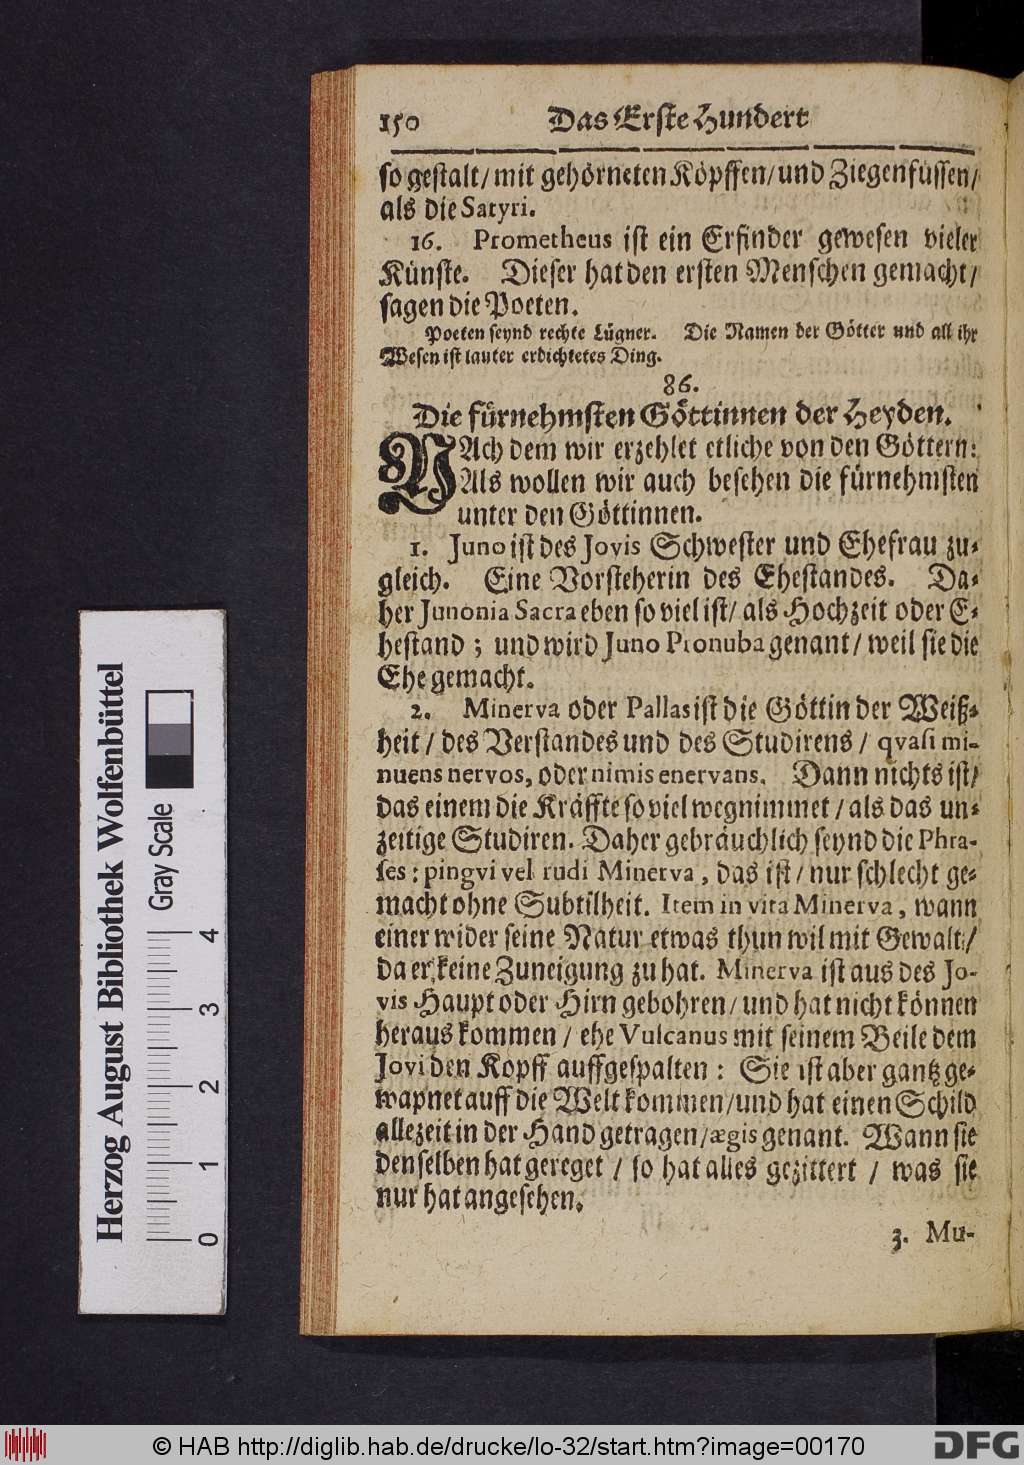 150 Das Erste Hundert
so gestalt/ mit gehörneten Köpffen/ und Ziegenfüssen/
als die Satyri.
16. Prometheus ist ein Erfinder gewesen vieler
Künste. Dieser hat den ersten Menschen gemacht/
sagen die Poeten.
Poeten seynd rechte Lügner. Die Namen der Götter und all ihr
Wesen ist lauter erdichtetes Ding.
86.
Die fürnehmsten Göttinnen der Heyden.
NAch dem wir erzehlet etliche von den Göttern:
Als wollen wir auch besehen die fürnehmsten
unter den Göttinnen.
1. Juno ist des Jovis Schwester und Ehefrau zu-
gleich. Eine Vorsteherin des Ehestandes. Da-
her Junonia Sacra eben so viel ist/ als Hochzeit oder E-
hestand; und wird Juno Pronuba genant/ weil sie die
Ehe gemacht.
2. Minerva oder Pallas ist die Göttin der Weiß-
heit/ des Verstandes und des Studirens/ qvasi mi-
nuens nervos, oder nimis enervans. Dann nichts ist/
das einem die Kräffte so viel wegnimmet/ als das un-
zeitige Studiren. Daher gebräuchlich seynd die Phra-
ses: pingvi vel rudi Minerva, das ist/ nur schlecht ge-
macht ohne Subtilheit. Item in vita Minerva, wann
einer wider seine Natur etwas thun wil mit Gewalt/
da er keine Zuneigung zu hat. Minerva ist aus des Jo-
vis Haupt oder Hirn gebohren/ und hat nicht können
heraus kommen/ ehe Vulcanus mit seinem Beile dem
Jovi den Kopff auffgespalten: Sie ist aber gantz ge-
wapnet auff die Welt kommen/ und hat einen Schild
allezeit in der Hand getragen/ ægis genant. Wann sie
denselben hat gereget/ so hat alles gezittert/ was sie
nur hat angesehen.
3. Mu-
Herzog August Bibliothek Wolfenbüttel
Gray Scale
0 1 2 3 4
© HAB http://diglib.hab.de/drucke/lo-32/start.htm?image=00170
DFG